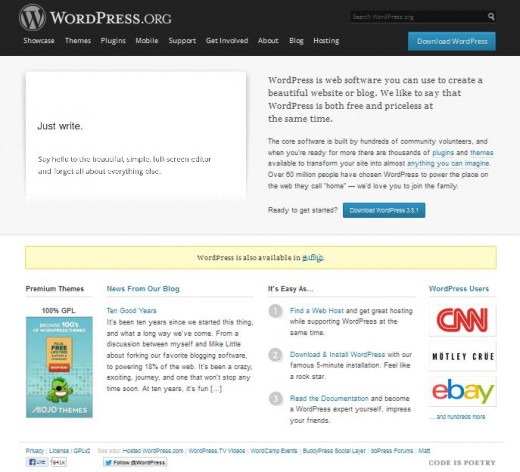 WORDPRESS.ORG
Search WordPress.org
Showcase Themes Plugins Mobile Support Get Involved About Blog Hosting
Download WordPress
WordPress is web software you can use to create a
beautiful website or blog. We like to say that
WordPress is both free and priceless at
the same time.
Just write.
Say hello to the beautiful, simple, full-screen editor
and forget all about everything else.
The core software is built by hundreds of community volunteers, and
when you're ready for more there are thousands of plugins and themes
available to transform your site into almost anything you can imagine.
Over 60 million people have chosen WordPress to power the place on
the web they call "home" — we'd love you to join the family.
Ready to get started? Download WordPress 3.5.1
WordPress is also available in தமிழ்.
Premium Themes
100% GPL
BROWSE 100'S
OF WORDPRESS THEMES
FREE
LIFETIME
MOJO THEMES
News From Our Blog
Ten Good Years
It's been ten years since we started this thing,
and what a long way we've come. From a
discussion between myself and Mike Little
about forking our favorite blogging software,
to powering 18% of the web. It's been a crazy,
exciting, journey, and one that won't stop any
time soon. At ten years, it's fun […]
It's Easy As...
1 Find a Web Host and get great hosting
while supporting WordPress at the
same time.
2 Download & Install WordPress with our
famous 5-minute installation. Feel like
a rock star.
3 Read the Documentation and become
a WordPress expert yourself, impress
your friends.
WordPress Users
CNN
MÖTLEY CRÜE
ebay
... and hundreds more
Privacy | License / GPLv2 See also: Hosted WordPress.com | WordPress.TV Videos | WordCamp Events | BuddyPress Social Layer | bbPress Forums | Matt
Like
Follow @WordPress
CODE IS POETRY